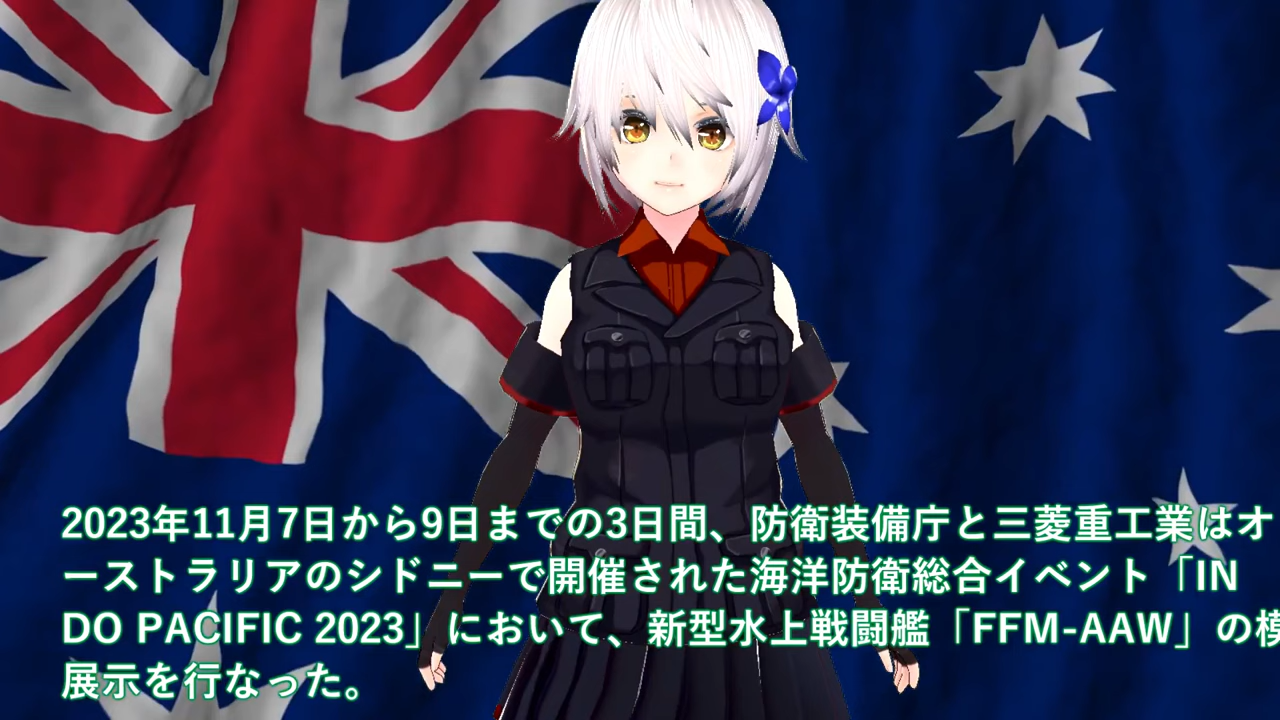 2023年11月7日から9日までの3日間、防衛装備庁と三菱重工業はオ
ーストラリアのシドニーで開催された海洋防衛総合イベント「IN
DO PACIFIC 2023」において、新型水上戦闘艦「FFM-AAW」の模
展示を行なった。